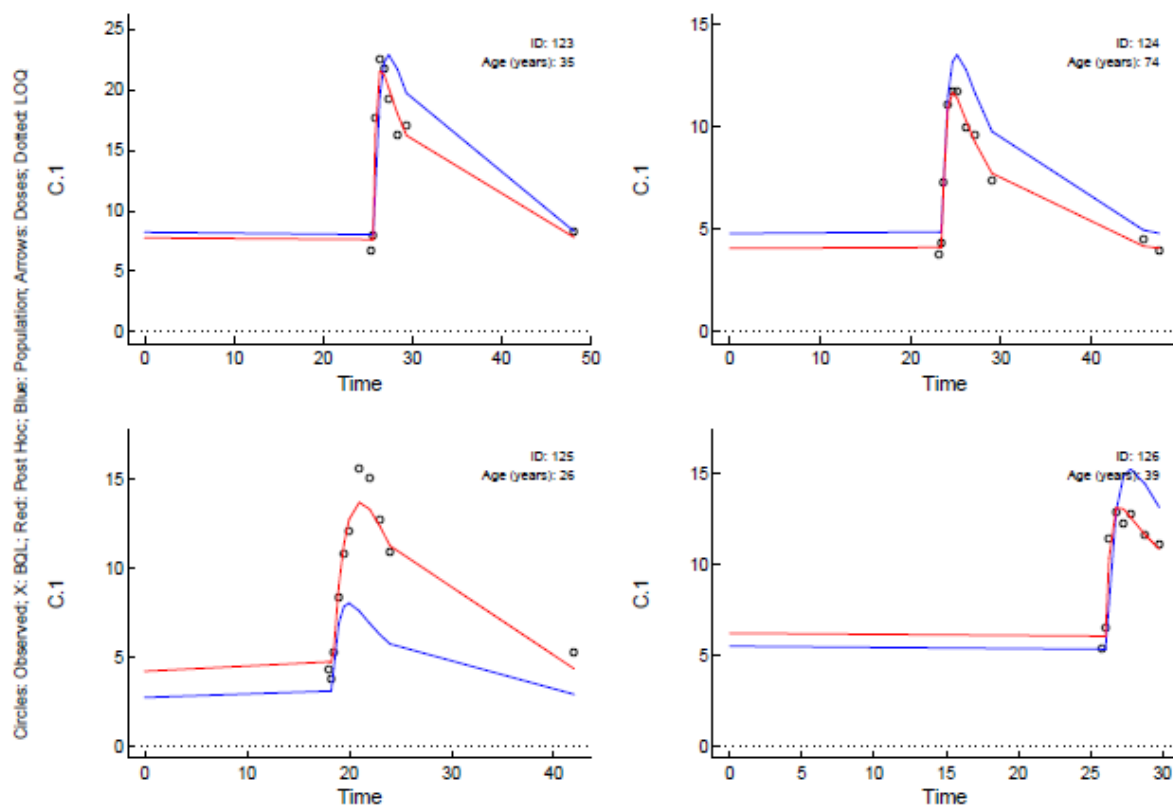 Circles: Observed; X: BQL; Red: Post Hoc; Blue: Population; Arrows: Doses; Dotted: LOQ
25
20
15
10
5
0
C.1
ID: 123
Age (years): 35
0 10 20 30 40 50
Time
15
10
5
0
C.1
ID: 124
Age (years): 74
0 10 20 30 40
Time
15
10
5
0
C.1
ID: 125
Age (years): 26
0 20 40
Time
15
10
5
0
C.1
ID: 126
Age (years): 39
0 5 10 15 20 25 30
Time